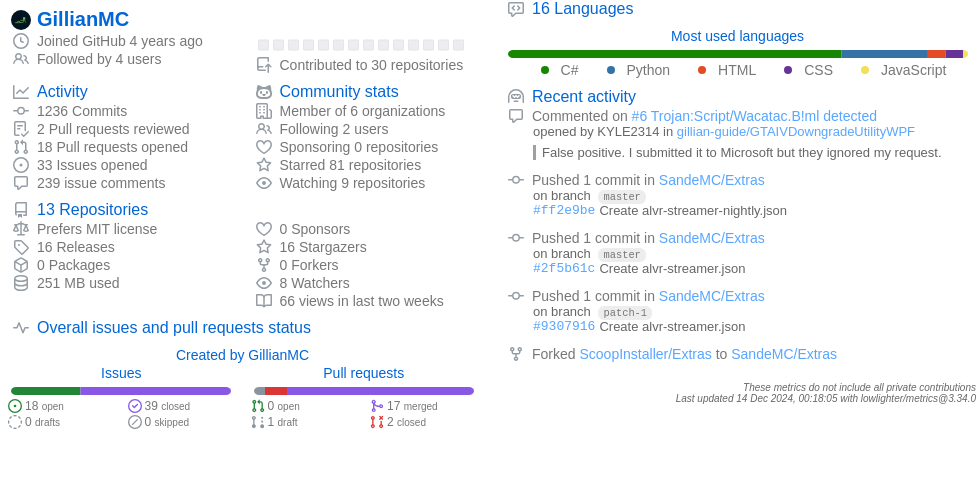 GillianMC
Joined GitHub 4 years ago
Followed by 4 users
Contributed to 30 repositories
Activity
1236 Commits
2 Pull requests reviewed
18 Pull requests opened
33 Issues opened
239 issue comments
Community stats
Member of 6 organizations
Following 2 users
Sponsoring 0 repositories
Starred 81 repositories
Watching 9 repositories
13 Repositories
Prefers MIT license
16 Releases
0 Packages
251 MB used
0 Sponsors
16 Stargazers
0 Forkers
8 Watchers
66 views in last two weeks
Overall issues and pull requests status
Created by GillianMC
Issues
18 open
39 closed
0 drafts
0 skipped
Pull requests
0 open
17 merged
1 draft
2 closed
16 Languages
Most used languages
C# Python HTML CSS JavaScript
Recent activity
Commented on #6 Trojan:Script/Wacatac.B!ml detected
opened by KYLE2314 in gillian-guide/GTAIVDowngradeUtilityWPF
False positive. I submitted it to Microsoft but they ignored my request.
Pushed 1 commit in SandeMC/Extras
on branch master
#ff2e9be Create alvr-streamer-nightly.json
Pushed 1 commit in SandeMC/Extras
on branch master
#2f5b61c Create alvr-streamer.json
Pushed 1 commit in SandeMC/Extras
on branch patch-1
#9307916 Create alvr-streamer.json
Forked ScoopInstaller/Extras to SandeMC/Extras
These metrics do not include all private contributions
Last updated 14 Dec 2024, 00:18:05 with lowlighter/metrics@3.34.0